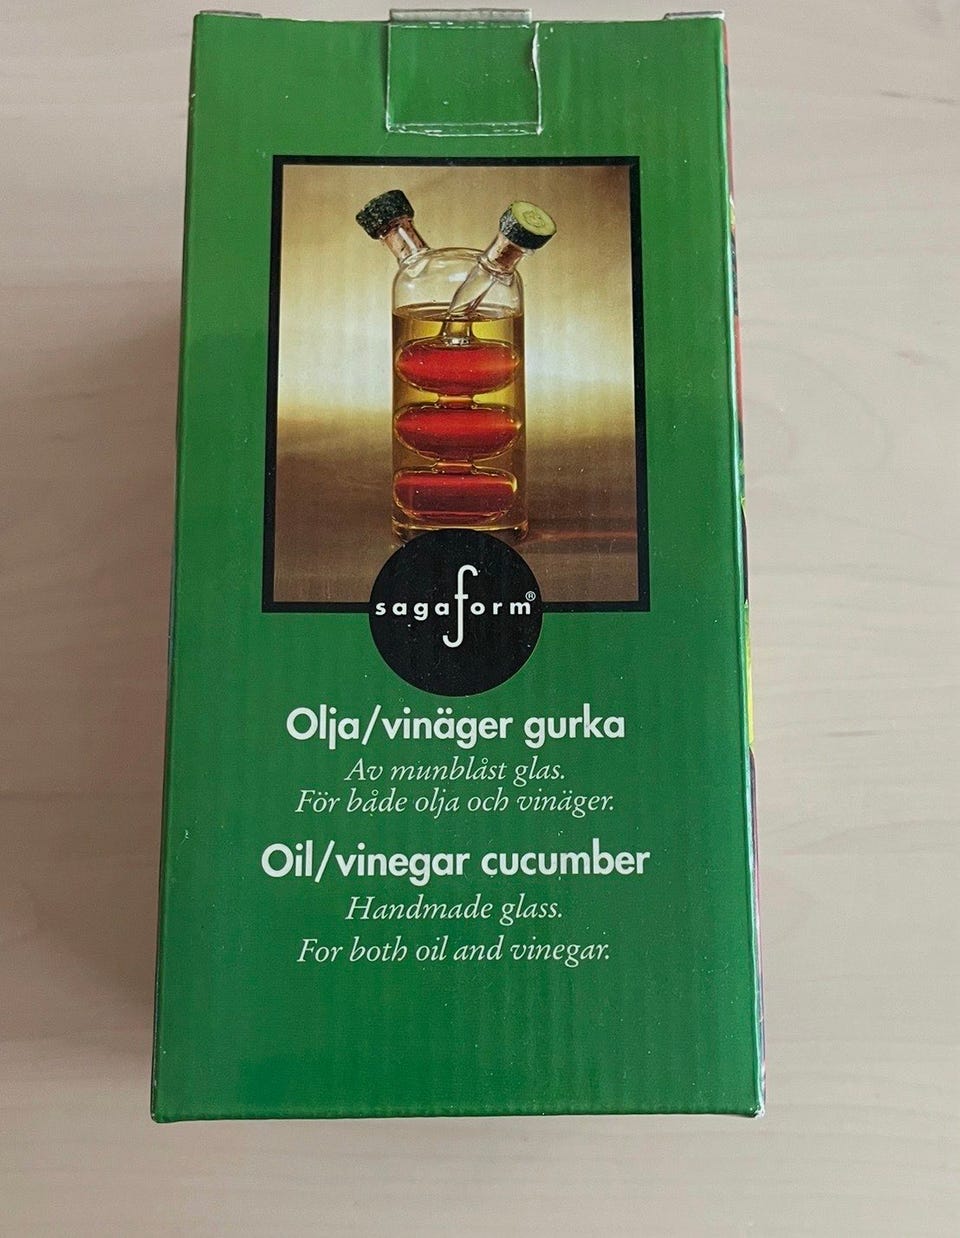 sagaform®
Olja/vinäger gurka
Av munblåst glas.
För både olja och vinäger.
Oil/vinegar cucumber
Handmade glass.
For both oil and vinegar.